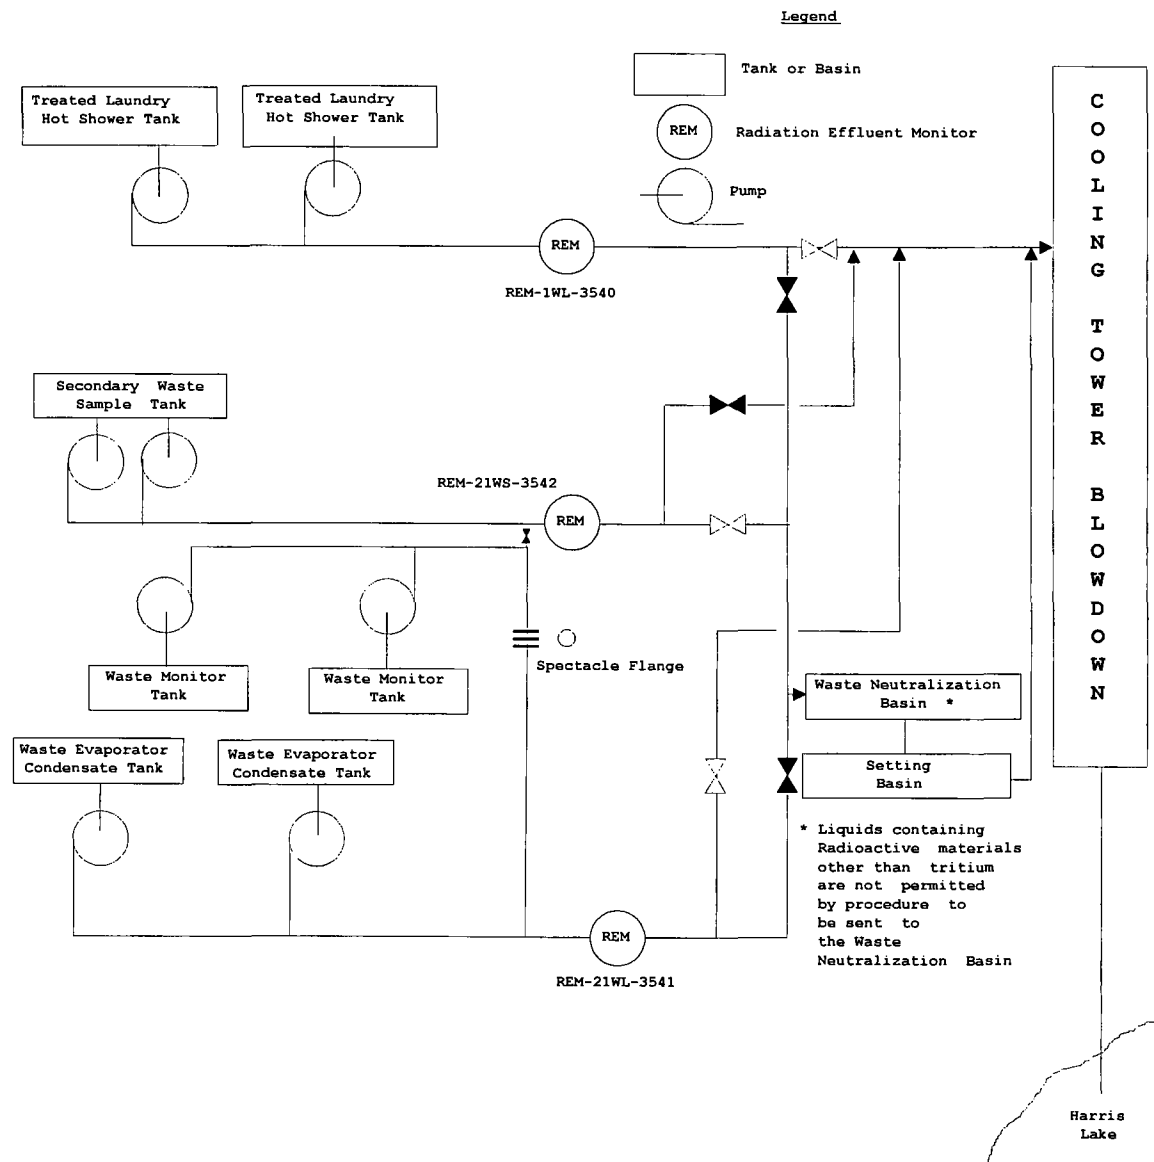 Legend
Tank or Basin
REM
Radiation Effluent Monitor
Pump
Treated Laundry
Hot Shower Tank
Treated Laundry
Hot Shower Tank
REM
REM-1WL-3540
COOLING TOWER BLOWDOWN
Secondary Waste
Sample Tank
REM-21WS-3542
REM
Spectacle Flange
Waste Monitor
Tank
Waste Monitor
Tank
Waste Neutralization
Basin *
Setting
Basin
Waste Evaporator
Condensate Tank
Waste Evaporator
Condensate Tank
* Liquids containing
Radioactive materials
other than tritium
are not permitted
by procedure to
be sent to
the Waste
Neutralization Basin
REM
REM-21WL-3541
Harris
Lake